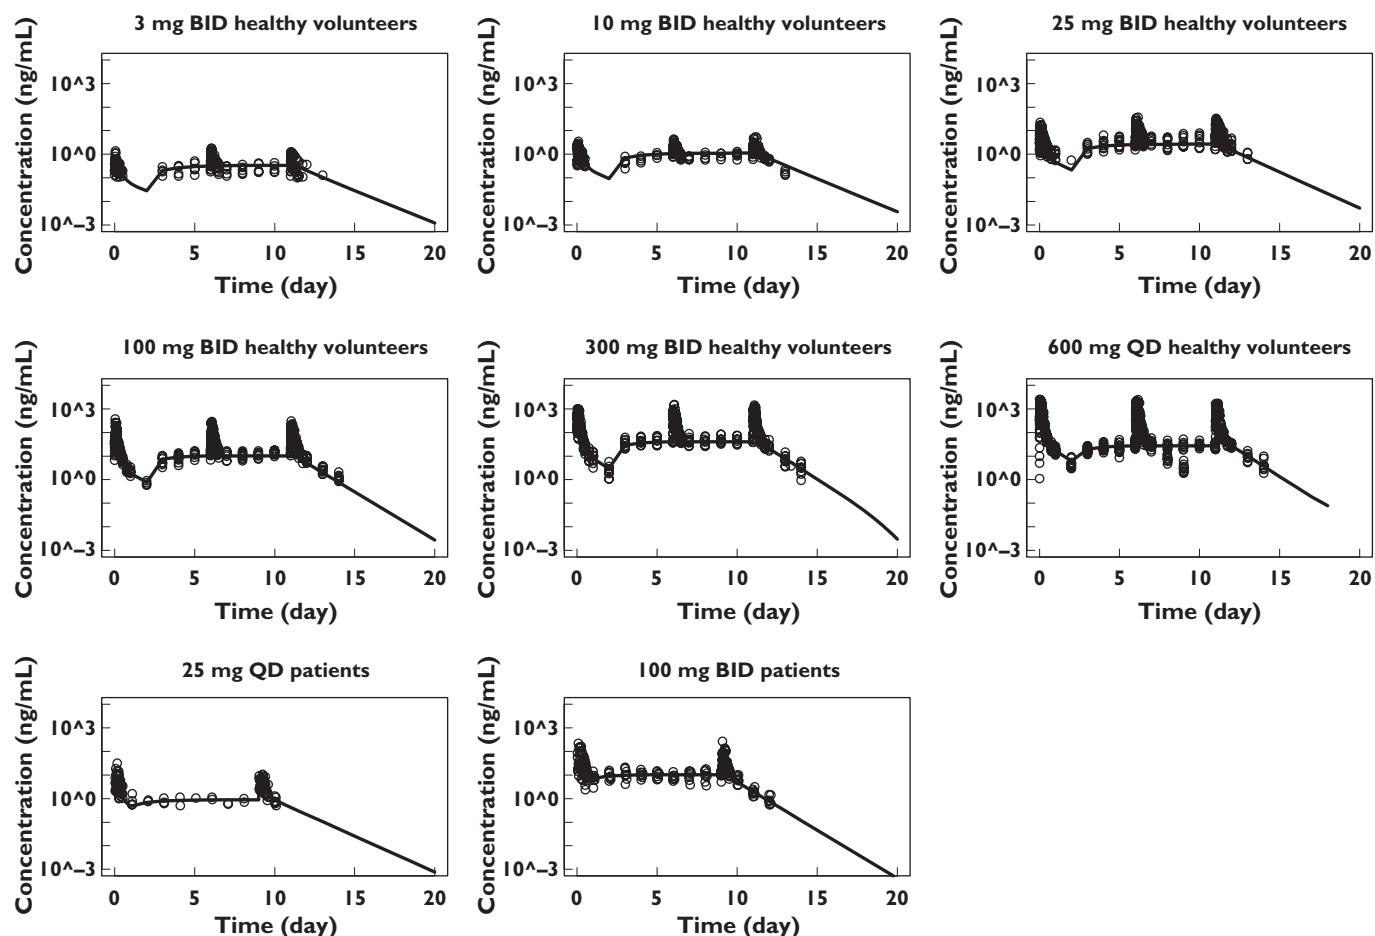 3 mg BID healthy volunteers
10 mg BID healthy volunteers
25 mg BID healthy volunteers
Concentration (ng/mL)
10^3
10^0
10^–3
0 5 10 15 20
Time (day)
Concentration (ng/mL)
10^3
10^0
10^–3
0 5 10 15 20
Time (day)
Concentration (ng/mL)
10^3
10^0
10^–3
0 5 10 15 20
Time (day)
100 mg BID healthy volunteers
300 mg BID healthy volunteers
600 mg QD healthy volunteers
Concentration (ng/mL)
10^3
10^0
10^–3
0 5 10 15 20
Time (day)
Concentration (ng/mL)
10^3
10^0
10^–3
0 5 10 15 20
Time (day)
Concentration (ng/mL)
10^3
10^0
10^–3
0 5 10 15 20
Time (day)
25 mg QD patients
100 mg BID patients
Concentration (ng/mL)
10^3
10^0
10^–3
0 5 10 15 20
Time (day)
Concentration (ng/mL)
10^3
10^0
10^–3
0 5 10 15 20
Time (day)